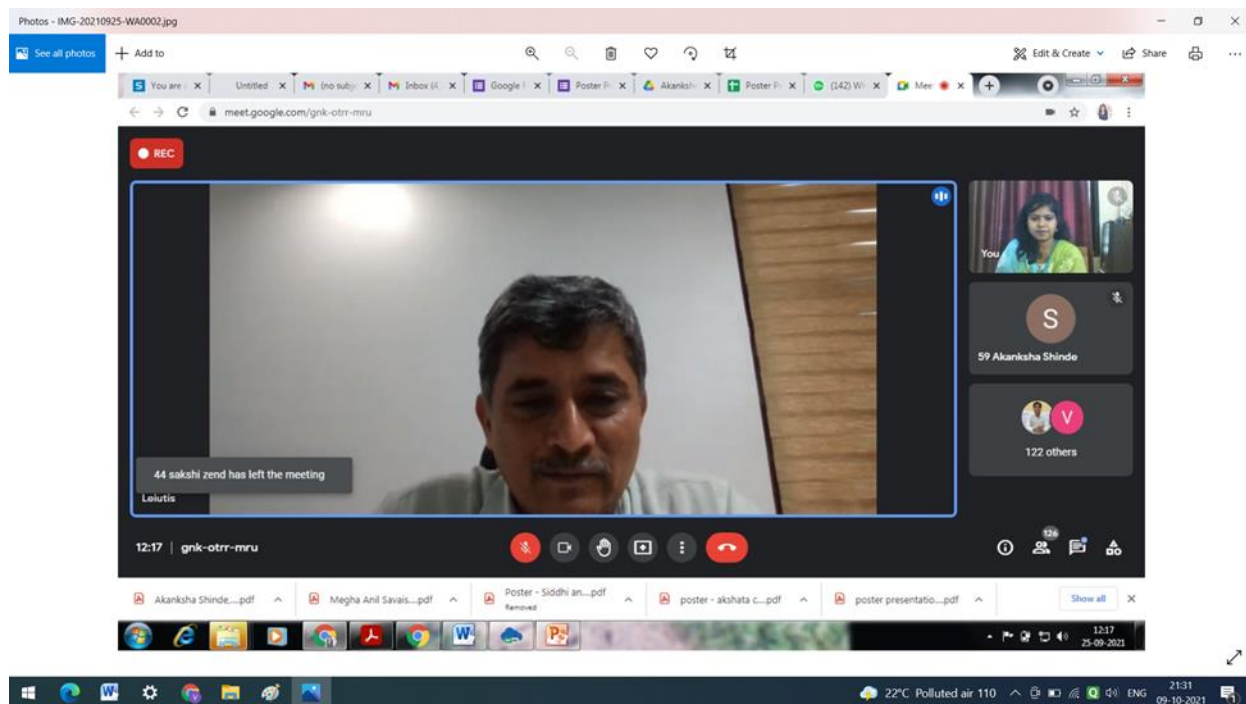 Photos - IMG-20210925-WA0002.jpg
See all photos
Add to
Edit & Create
Share
You are
Untitled
(no subj
Inbox (4
Google
Poster P
Akanksh
Poster P
(142) W
Mee
meet.google.com/gnk-otrr-mru
REC
You
S
59 Akanksha Shinde
V
122 others
44 sakshi zend has left the meeting
Leiutis
12:17 | gnk-otrr-mru
126
Akanksha Shinde,....pdf
Megha Anil Savais....pdf
Poster - Siddhi an....pdf
Removed
poster - akshata c....pdf
poster presentatio....pdf
Show all
12:17
25-09-2021
22°C Polluted air 110
ENG
21:31
09-10-2021